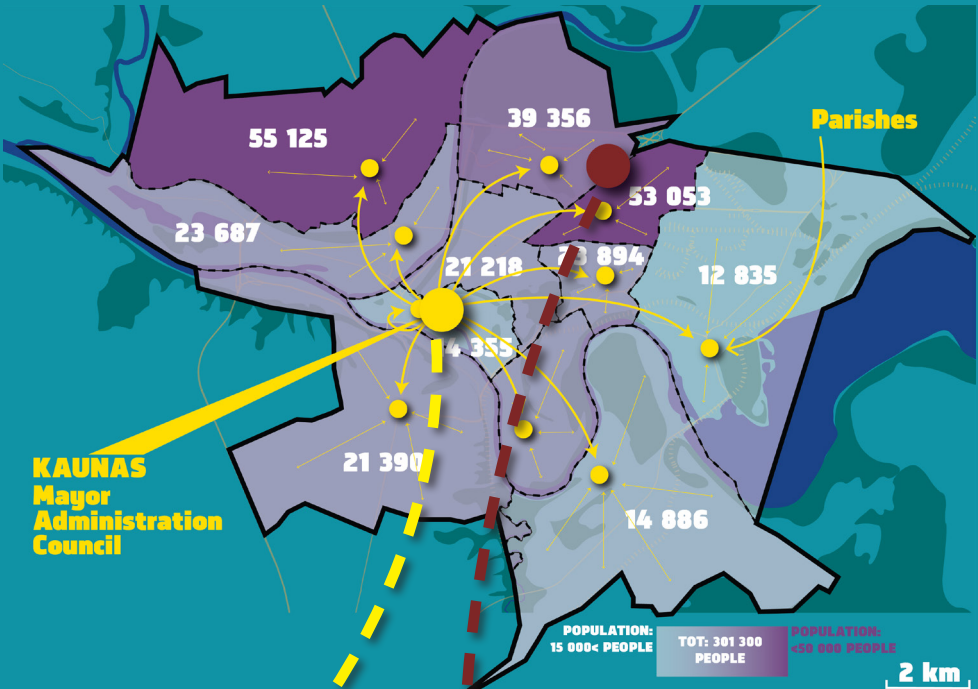 55 125
39 356
Parishes
53 053
23 687
894
21 218
12 835
4 355
KAUNAS
Mayor
Administration
Council
21 390
14 886
POPULATION:
15 000< PEOPLE
TOT: 301 300
PEOPLE
POPULATION:
<50 000 PEOPLE
2 km